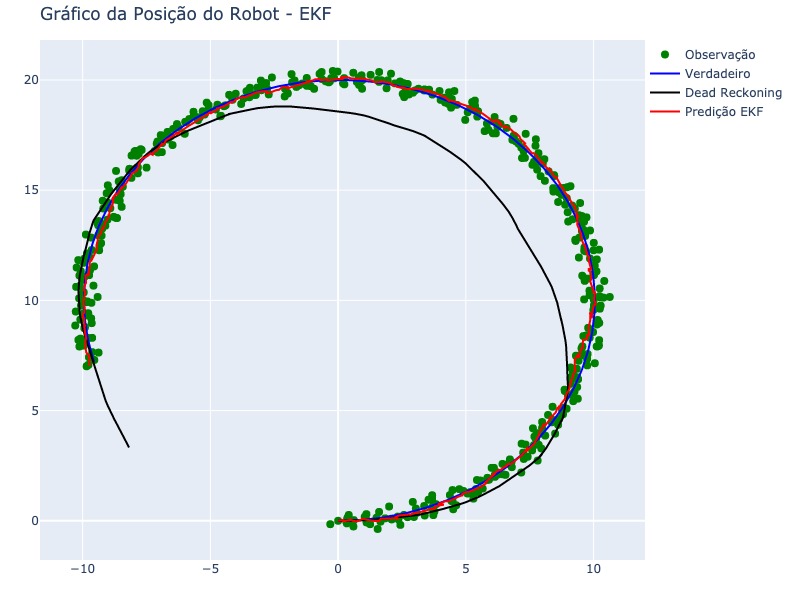 Gráfico da Posição do Robot - EKF
Observação
Verdadeiro
Dead Reckoning
Predição EKF
20
15
10
5
0
−10
−5
0
5
10